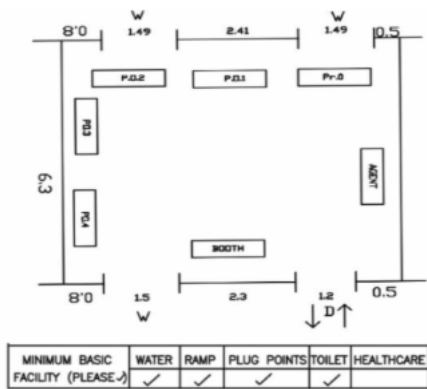 W W
0.8 1.49 2.41 1.49 0.5
P.O.2 P.O.1 Pr.O
PO.3
AGENT
6.3
PO.4
BOOTH
0.8 1.5 2.3 1.2 0.5
W D
MINIMUM BASIC WATER RAMP PLUG POINTS TOILET HEALTHCARE
FACILITY (PLEASE ✓) ✓ ✓ ✓ ✓